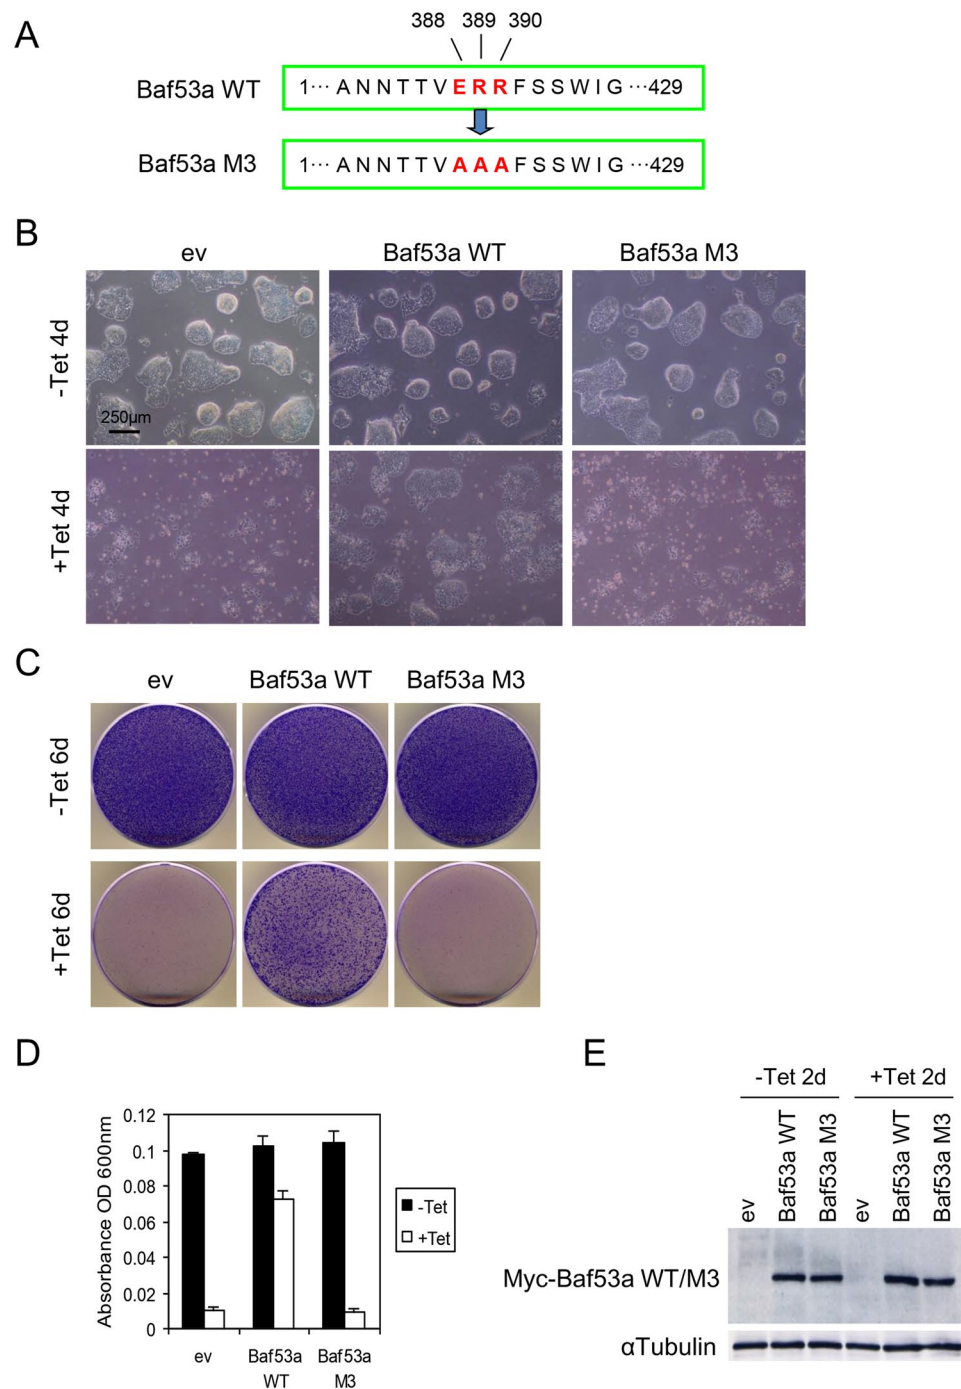 A
388 389 390
Baf53a WT
1··· A N N T T V E R R F S S W I G ···429
Baf53a M3
1··· A N N T T V A A A F S S W I G ···429
B
ev Baf53a WT Baf53a M3
-Tet 4d
250µm
+Tet 4d
C
ev Baf53a WT Baf53a M3
-Tet 6d
+Tet 6d
D
Absorbance OD 600nm
0.12
0.1
0.08
0.06
0.04
0.02
0
ev Baf53a WT Baf53a M3
-Tet
+Tet
E
-Tet 2d +Tet 2d
ev Baf53a WT Baf53a M3 ev Baf53a WT Baf53a M3
Myc-Baf53a WT/M3
αTubulin